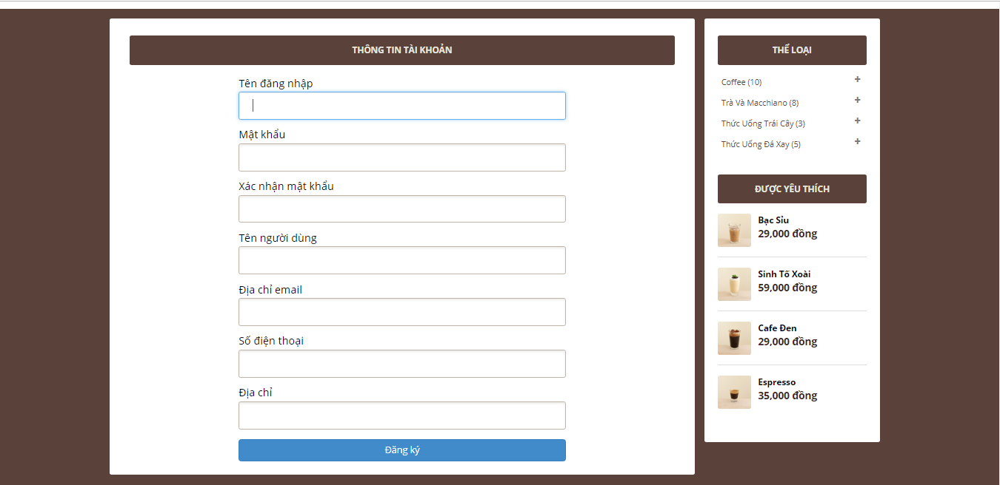 THÔNG TIN TÀI KHOẢN
Tên đăng nhập
Mật khẩu
Xác nhận mật khẩu
Tên người dùng
Địa chỉ email
Số điện thoại
Địa chỉ
Đăng ký
THỂ LOẠI
Coffee (10) +
Trà Và Macchiano (8) +
Thức Uống Trái Cây (3) +
Thức Uống Đá Xay (5) +
ĐƯỢC YÊU THÍCH
Bạc Sỉu
29,000 đồng
Sinh Tố Xoài
59,000 đồng
Cafe Đen
29,000 đồng
Espresso
35,000 đồng